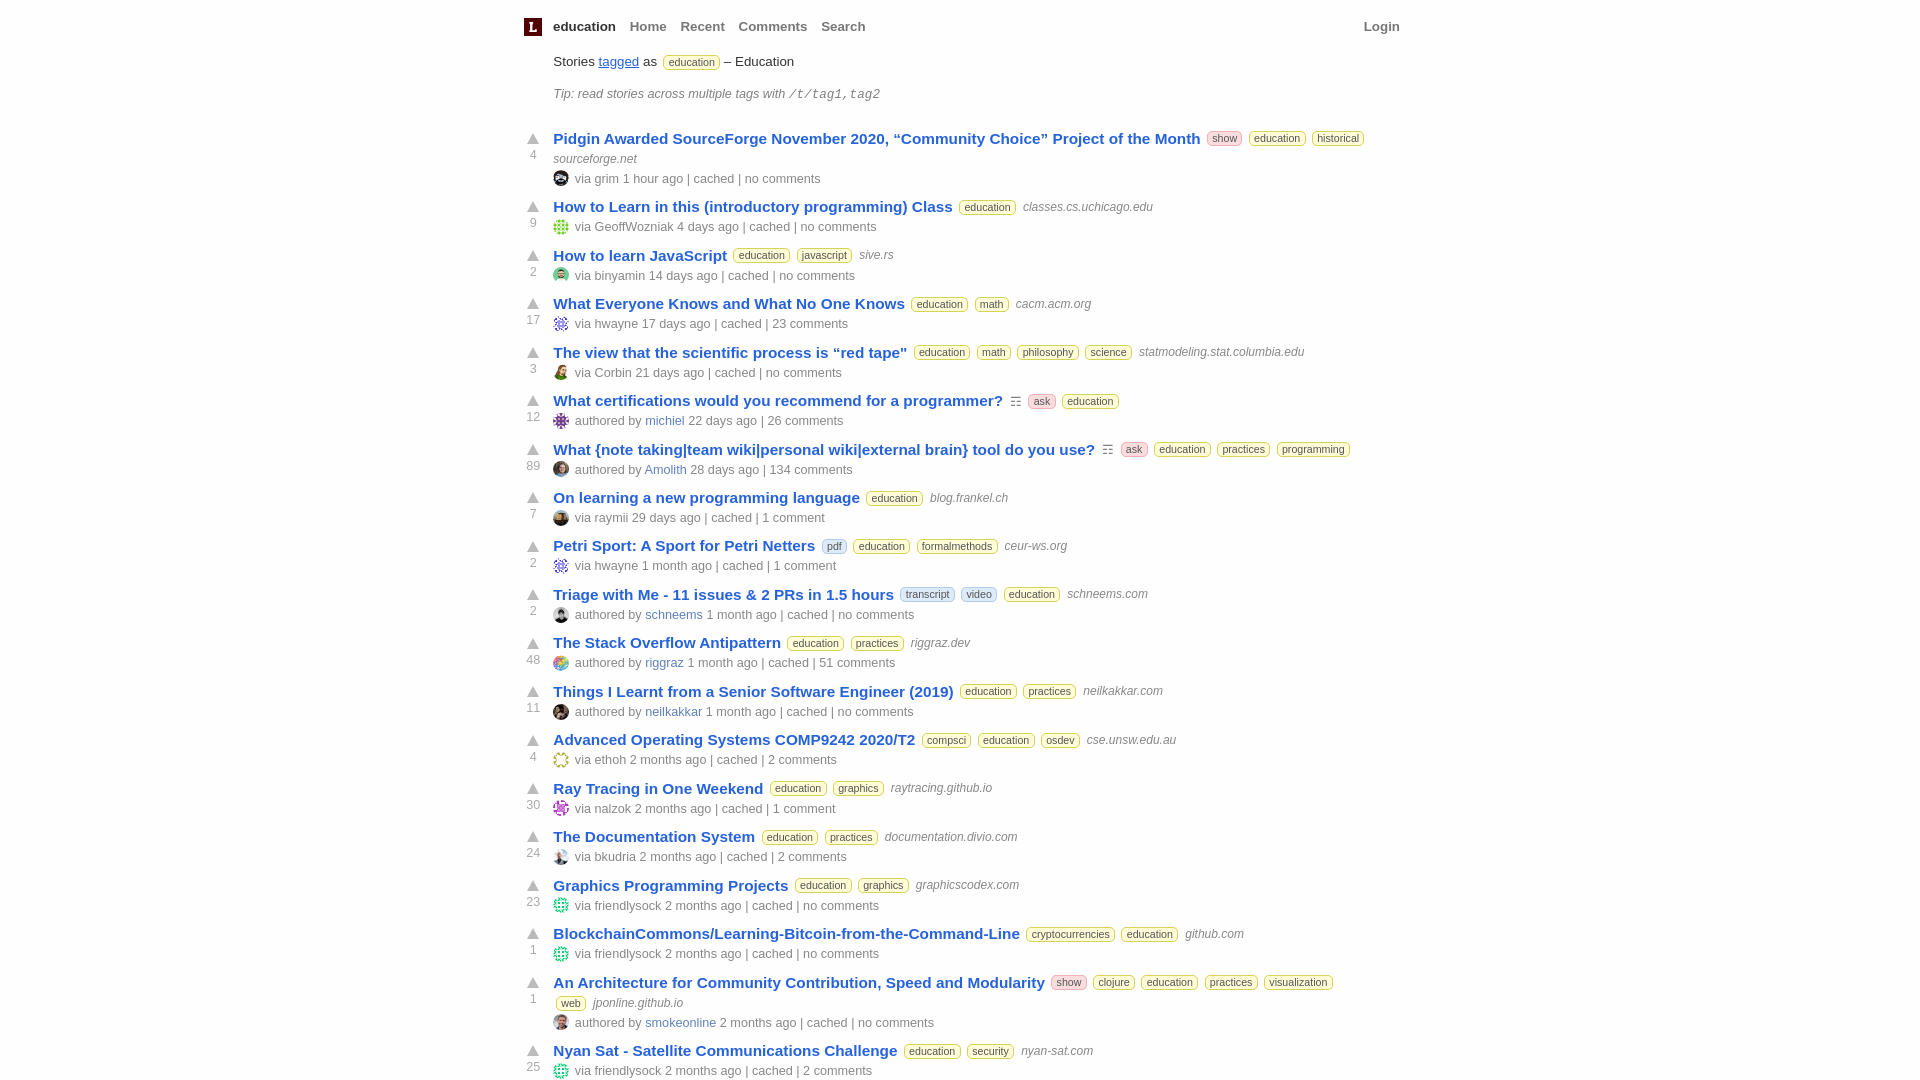 L education Home Recent Comments Search Login
Stories tagged as education – Education
Tip: read stories across multiple tags with /t/tag1,tag2
Pidgin Awarded SourceForge November 2020, “Community Choice” Project of the Month show education historical
4 sourceforge.net
via grim 1 hour ago | cached | no comments
How to Learn in this (introductory programming) Class education classes.cs.uchicago.edu
9 via GeoffWozniak 4 days ago | cached | no comments
How to learn JavaScript education javascript sive.rs
2 via binyamin 14 days ago | cached | no comments
What Everyone Knows and What No One Knows education math cacm.acm.org
17 via hwayne 17 days ago | cached | 23 comments
The view that the scientific process is “red tape" education math philosophy science statmodeling.stat.columbia.edu
3 via Corbin 21 days ago | cached | no comments
What certifications would you recommend for a programmer? ☶ ask education
12 authored by michiel 22 days ago | 26 comments
What {note taking|team wiki|personal wiki|external brain} tool do you use? ☶ ask education practices programming
89 authored by Amolith 28 days ago | 134 comments
On learning a new programming language education blog.frankel.ch
7 via raymii 29 days ago | cached | 1 comment
Petri Sport: A Sport for Petri Netters pdf education formalmethods ceur-ws.org
2 via hwayne 1 month ago | cached | 1 comment
Triage with Me - 11 issues & 2 PRs in 1.5 hours transcript video education schneems.com
2 authored by schneems 1 month ago | cached | no comments
The Stack Overflow Antipattern education practices riggraz.dev
48 authored by riggraz 1 month ago | cached | 51 comments
Things I Learnt from a Senior Software Engineer (2019) education practices neilkakkar.com
11 authored by neilkakkar 1 month ago | cached | no comments
Advanced Operating Systems COMP9242 2020/T2 compsci education osdev cse.unsw.edu.au
4 via ethoh 2 months ago | cached | 2 comments
Ray Tracing in One Weekend education graphics raytracing.github.io
30 via nalzok 2 months ago | cached | 1 comment
The Documentation System education practices documentation.divio.com
24 via bkudria 2 months ago | cached | 2 comments
Graphics Programming Projects education graphics graphicscodex.com
23 via friendlysock 2 months ago | cached | no comments
BlockchainCommons/Learning-Bitcoin-from-the-Command-Line cryptocurrencies education github.com
1 via friendlysock 2 months ago | cached | no comments
An Architecture for Community Contribution, Speed and Modularity show clojure education practices visualization
1 web jponline.github.io
authored by smokeonline 2 months ago | cached | no comments
Nyan Sat - Satellite Communications Challenge education security nyan-sat.com
25 via friendlysock 2 months ago | cached | 2 comments